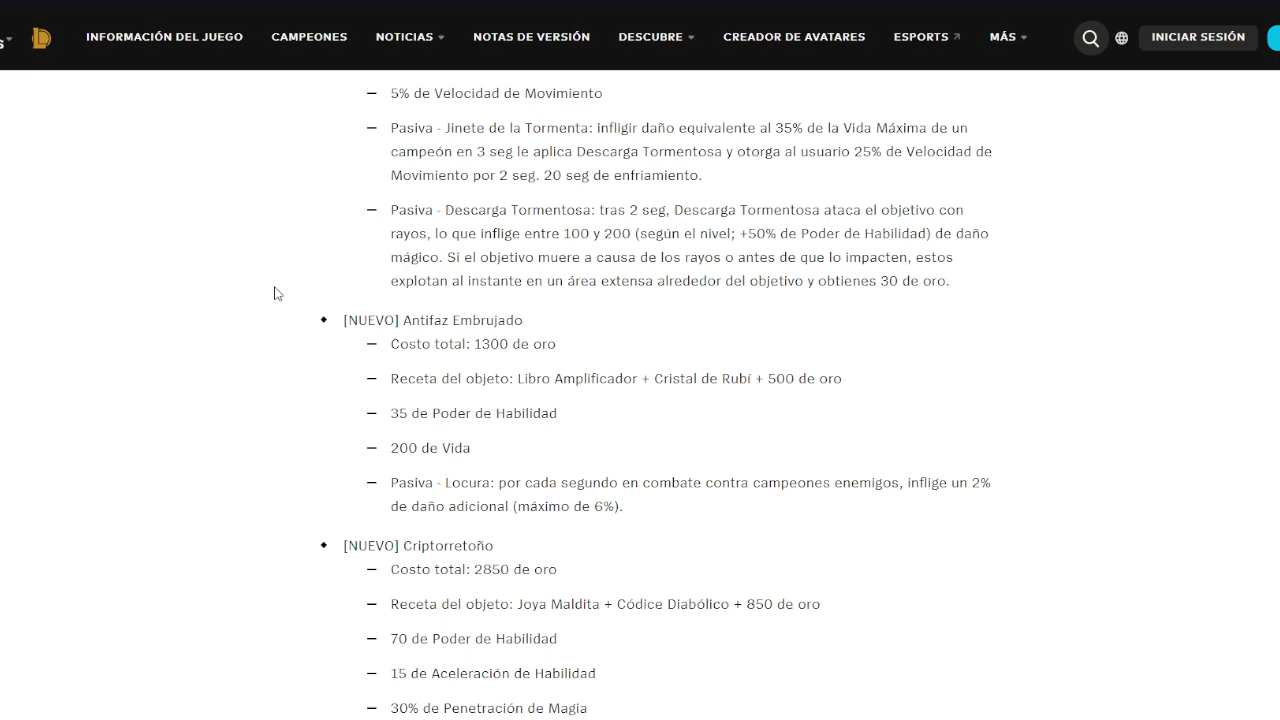 S
INFORMACIÓN DEL JUEGO CAMPEONES NOTICIAS NOTAS DE VERSIÓN DESCUBRE CREADOR DE AVATARES ESPORTS MÁS INICIAR SESIÓN
— 5% de Velocidad de Movimiento
— Pasiva - Jinete de la Tormenta: infligir daño equivalente al 35% de la Vida Máxima de un
campeón en 3 seg le aplica Descarga Tormentosa y otorga al usuario 25% de Velocidad de
Movimiento por 2 seg. 20 seg de enfriamiento.
— Pasiva - Descarga Tormentosa: tras 2 seg, Descarga Tormentosa ataca el objetivo con
rayos, lo que inflige entre 100 y 200 (según el nivel; +50% de Poder de Habilidad) de daño
mágico. Si el objetivo muere a causa de los rayos o antes de que lo impacten, estos
explotan al instante en un área extensa alrededor del objetivo y obtienes 30 de oro.
[NUEVO] Antifaz Embrujado
— Costo total: 1300 de oro
— Receta del objeto: Libro Amplificador + Cristal de Rubí + 500 de oro
— 35 de Poder de Habilidad
— 200 de Vida
— Pasiva - Locura: por cada segundo en combate contra campeones enemigos, inflige un 2%
de daño adicional (máximo de 6%).
[NUEVO] Criptorretoño
— Costo total: 2850 de oro
— Receta del objeto: Joya Maldita + Códice Diabólico + 850 de oro
— 70 de Poder de Habilidad
— 15 de Aceleración de Habilidad
— 30% de Penetración de Magia